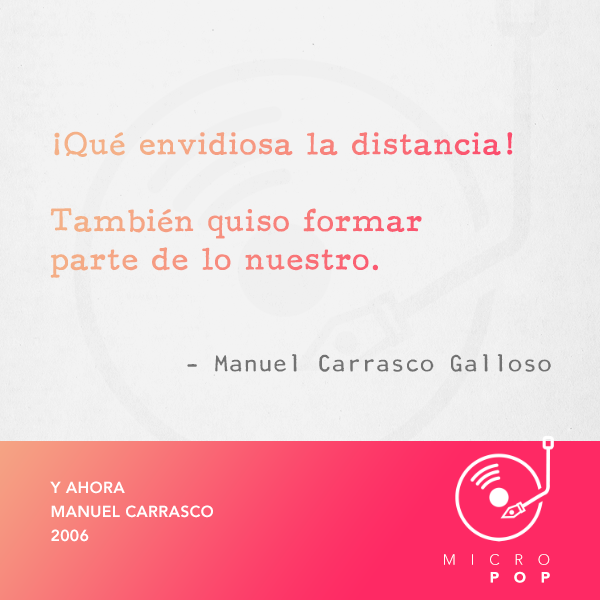 ¡Qué envidiosa la distancia!
También quiso formar
parte de lo nuestro.
- Manuel Carrasco Galloso
Y AHORA
MANUEL CARRASCO
2006
MICRO
POP